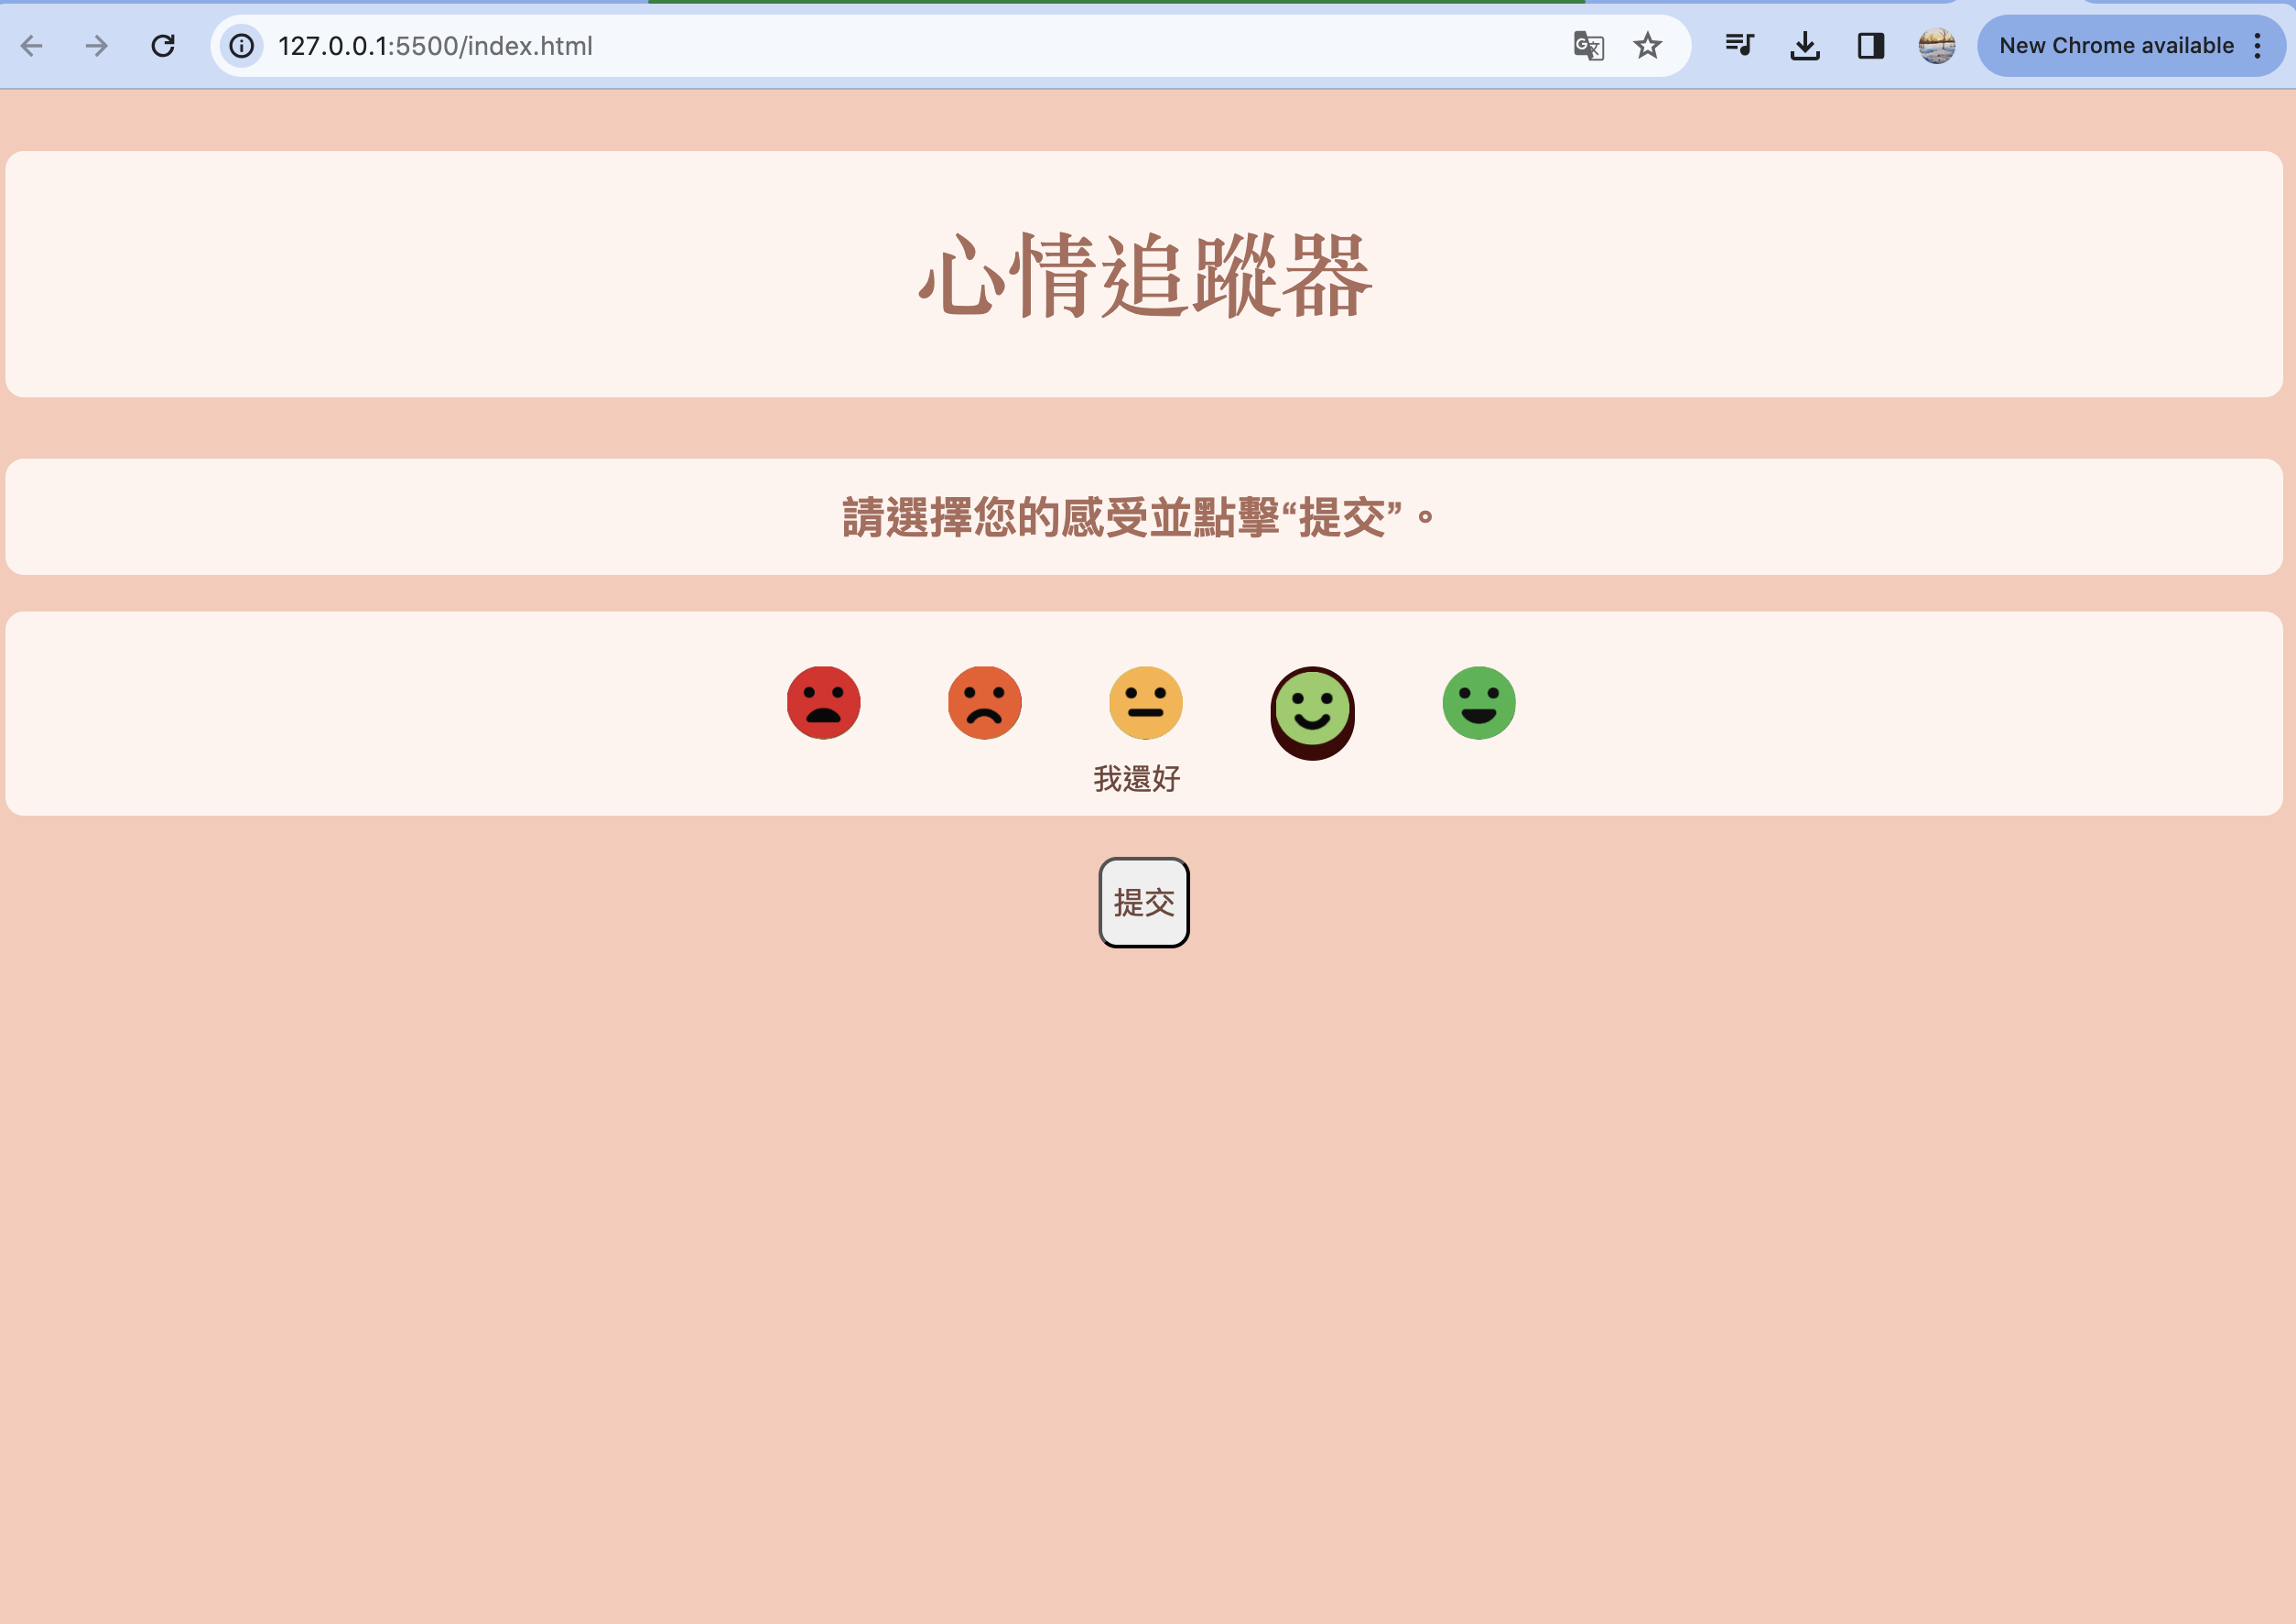 127.0.0.1:5500/index.html
New Chrome available
心情追蹤器
請選擇您的感受並點擊“提交”。
我還好
提交